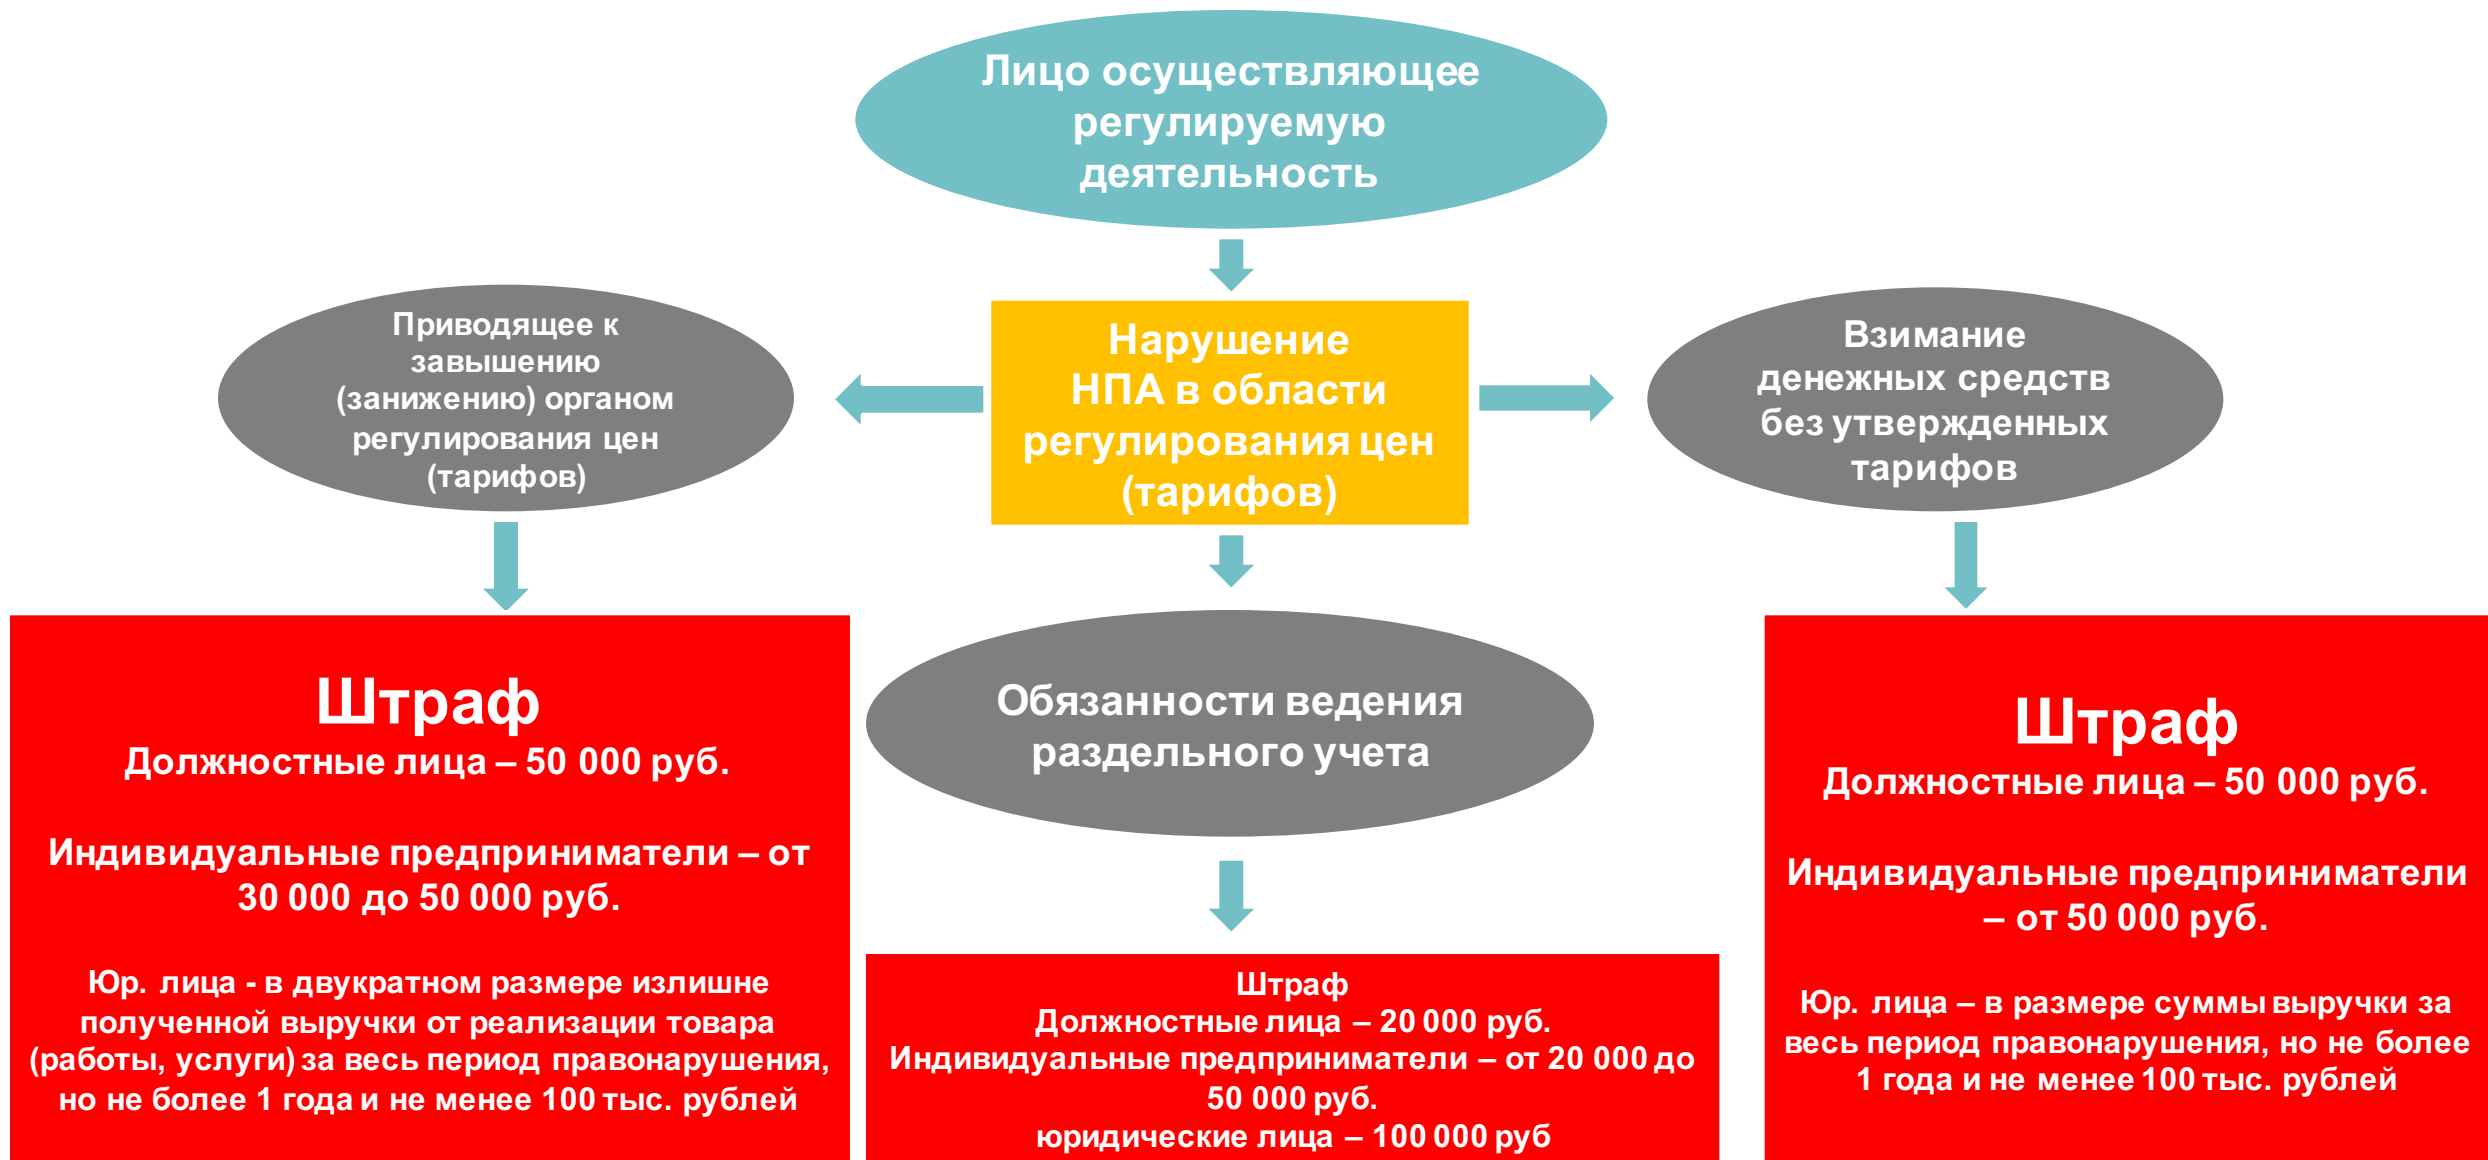 Лицо осуществляющее
регулируемую
деятельность
Приводящее к
завышению
(занижению) органом
регулирования цен
(тарифов)
Нарушение
НПА в области
регулирования цен
(тарифов)
Взимание
денежных средств
без утвержденных
тарифов
Штраф
Должностные лица – 50 000 руб.
Индивидуальные предприниматели – от
30 000 до 50 000 руб.
Юр. лица - в двукратном размере излишне
полученной выручки от реализации товара
(работы, услуги) за весь период правонарушения,
но не более 1 года и не менее 100 тыс. рублей
Обязанности ведения
раздельного учета
Штраф
Должностные лица – 20 000 руб.
Индивидуальные предприниматели – от 20 000 до
50 000 руб.
юридические лица – 100 000 руб
Штраф
Должностные лица – 50 000 руб.
Индивидуальные предприниматели
– от 50 000 руб.
Юр. лица – в размере суммы выручки за
весь период правонарушения, но не более
1 года и не менее 100 тыс. рублей